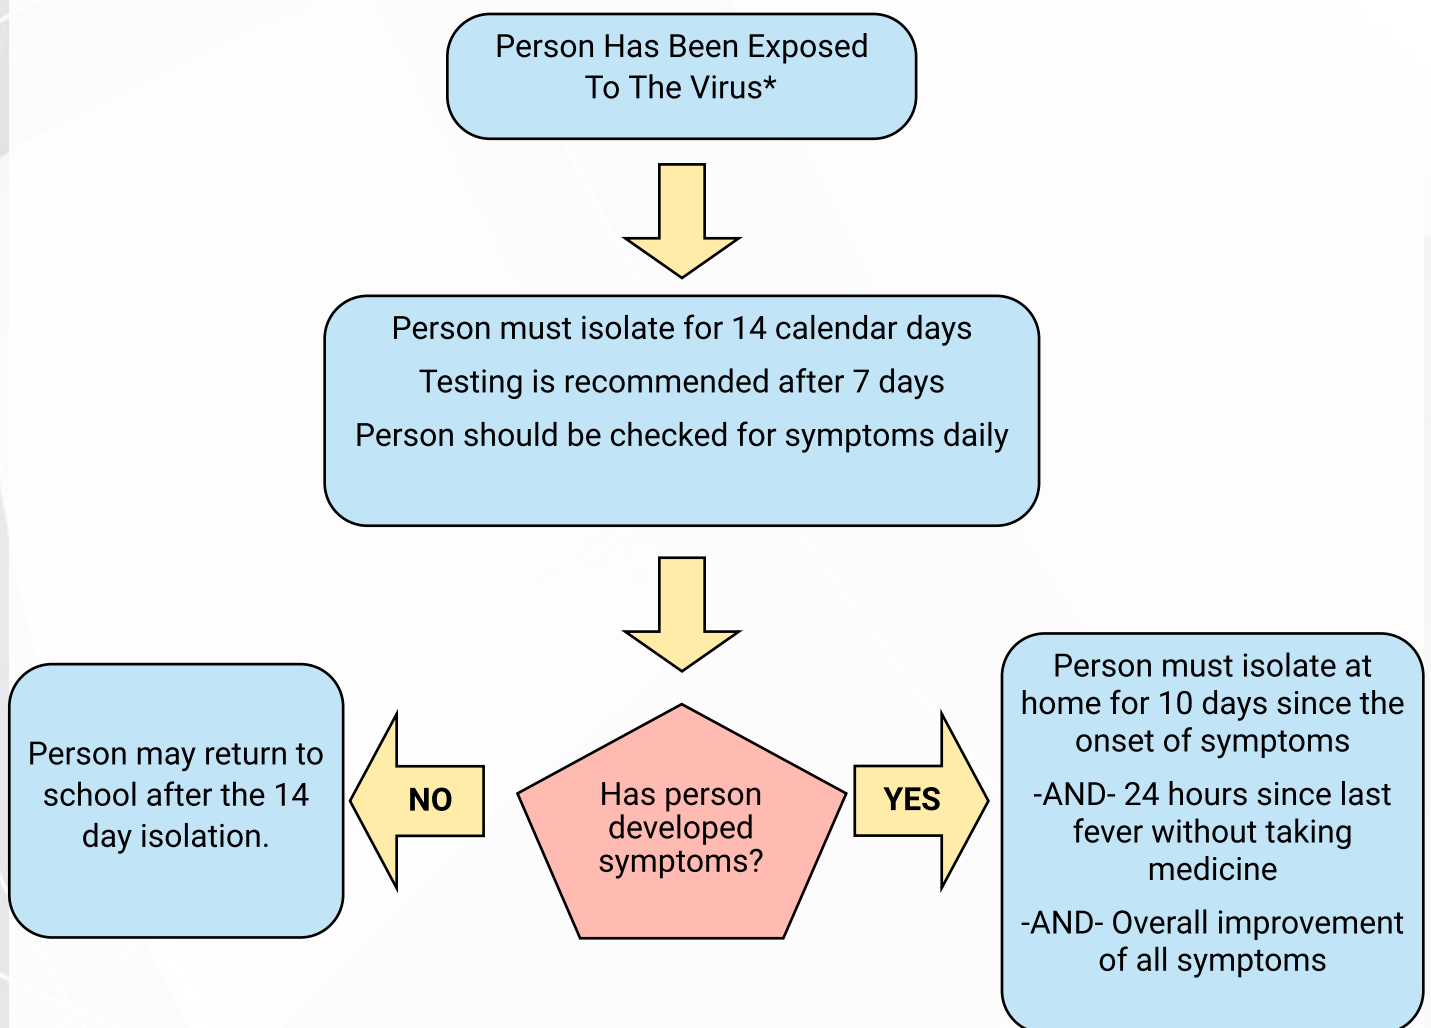 Person Has Been Exposed
To The Virus*
Person must isolate for 14 calendar days
Testing is recommended after 7 days
Person should be checked for symptoms daily
Person may return to
school after the 14
day isolation.
NO
Has person
developed
symptoms?
YES
Person must isolate at
home for 10 days since the
onset of symptoms
-AND- 24 hours since last
fever without taking
medicine
-AND- Overall improvement
of all symptoms